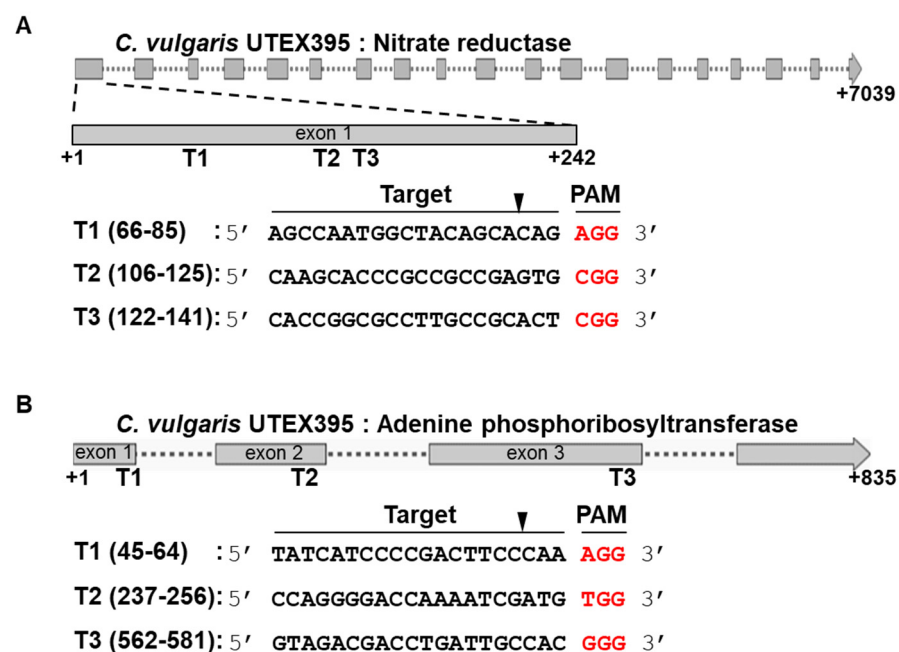 A
C. vulgaris UTEX395 : Nitrate reductase
+7039
exon 1
+1 T1 T2 T3 +242
Target PAM
T1 (66-85) : 5′ AGCCAATGGCTACAGCACAG AGG 3′
T2 (106-125): 5′ CAAGCACCCGCCGCCGAGTG CGG 3′
T3 (122-141): 5′ CACCGGCGCCTTGCCGCACT CGG 3′
B
C. vulgaris UTEX395 : Adenine phosphoribosyltransferase
exon 1 exon 2 exon 3
+1 T1 T2 T3 +835
Target PAM
T1 (45-64) : 5′ TATCATCCCCGACTTCCCAA AGG 3′
T2 (237-256): 5′ CCAGGGGACCAAAATCGATG TGG 3′
T3 (562-581): 5′ GTAGACGACCTGATTGCCAC GGG 3′